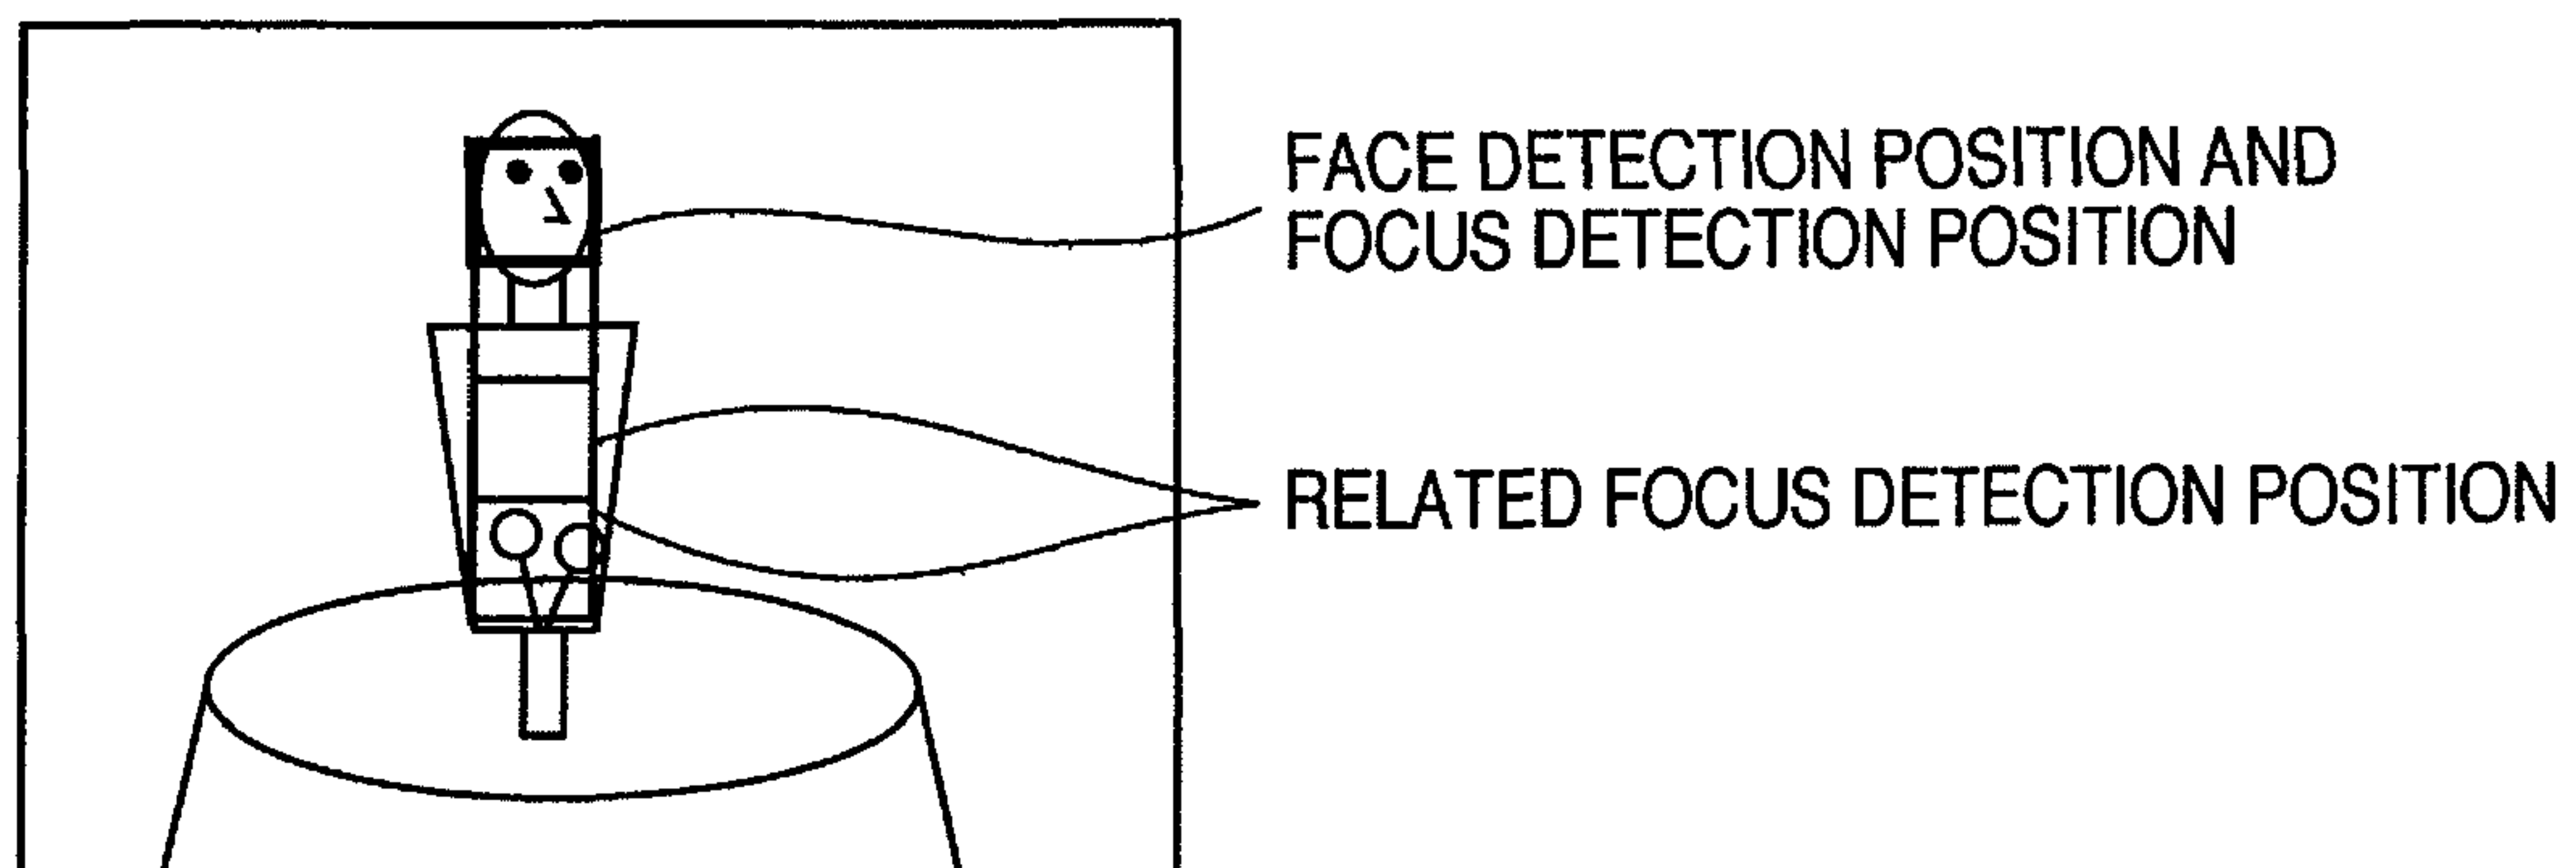 FACE DETECTION POSITION AND
FOCUS DETECTION POSITION
RELATED FOCUS DETECTION POSITION